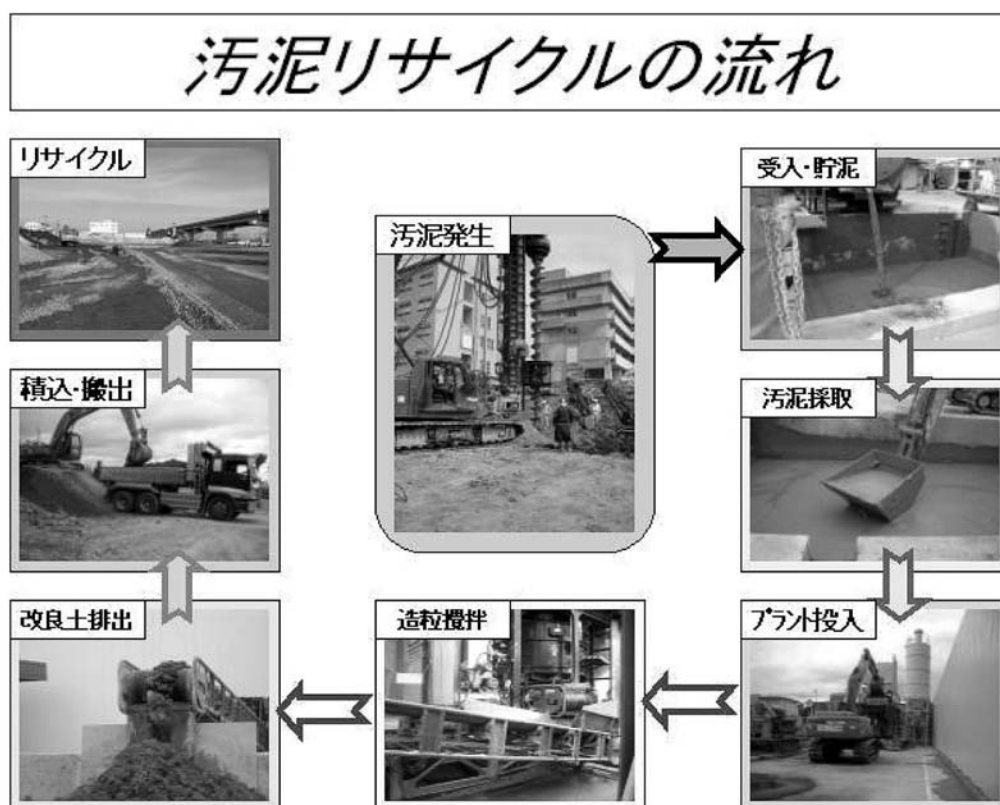 汚泥リサイクルの流れ
汚泥発生
受入・貯泥
汚泥採取
プラント投入
造粒攪拌
改良土排出
積込・搬出
リサイクル